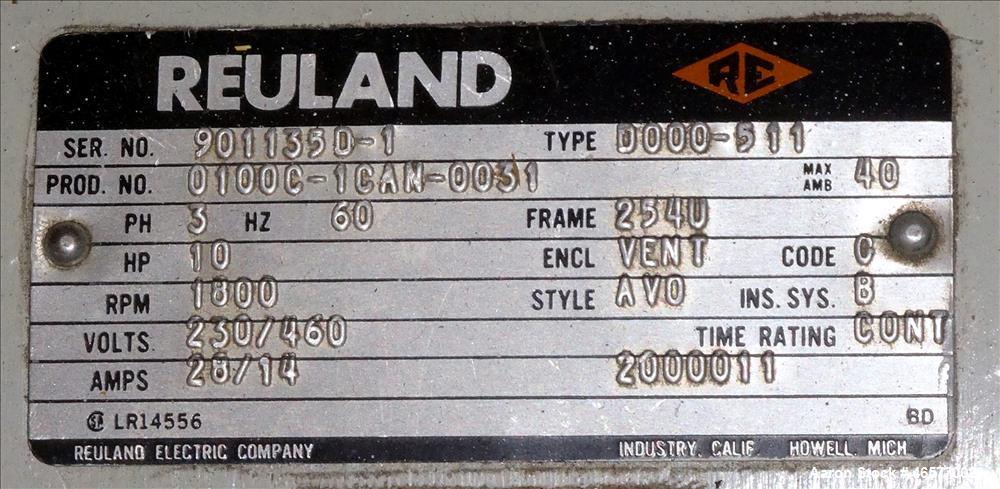 REULAND RE
SER. NO. 901135D-1 TYPE D000-511
PROD. NO. 0100C-1CAN-0031 MAX AMB 40
PH 3 HZ 60 FRAME 254U
HP 10 ENCL VENT CODE C
RPM 1800 STYLE AVO INS. SYS. B
VOLTS 230/460 TIME RATING CONT
AMPS 28/14 2000011
LR14556 BD
REULAND ELECTRIC COMPANY INDUSTRY, CALIF. HOWELL, MICH
Aaron Stock #